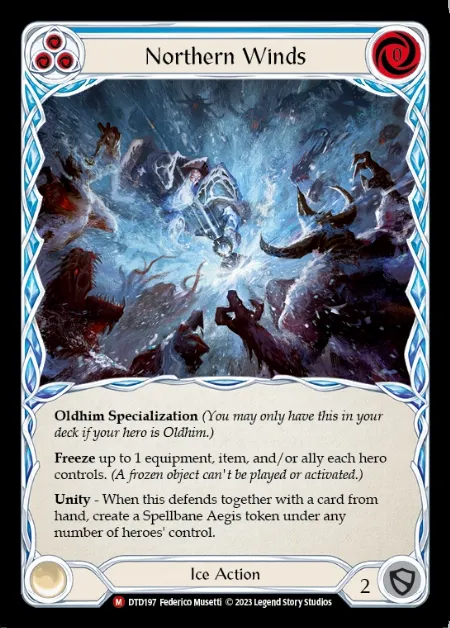 Northern Winds
0
Oldhim Specialization (You may only have this in your
deck if your hero is Oldhim.)
Freeze up to 1 equipment, item, and/or ally each hero
controls. (A frozen object can't be played or activated.)
Unity - When this defends together with a card from
hand, create a Spellbane Aegis token under any
number of heroes' control.
Ice Action
2
M DTD197 Federico Musetti © 2023 Legend Story Studios